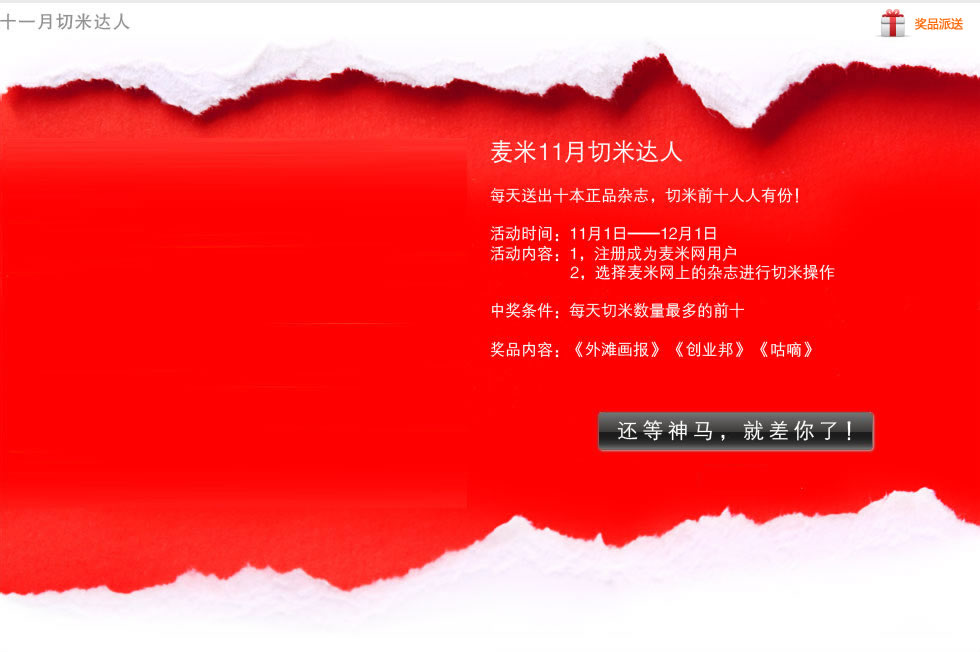 十一月切米达人
奖品派送
麦米11月切米达人
每天送出十本正品杂志，切米前十人人有份！
活动时间：11月1日——12月1日
活动内容：1，注册成为麦米网用户
2，选择麦米网上的杂志进行切米操作
中奖条件：每天切米数量最多的前十
奖品内容：《外滩画报》《创业邦》《咕嘀》
还等神马，就差你了！